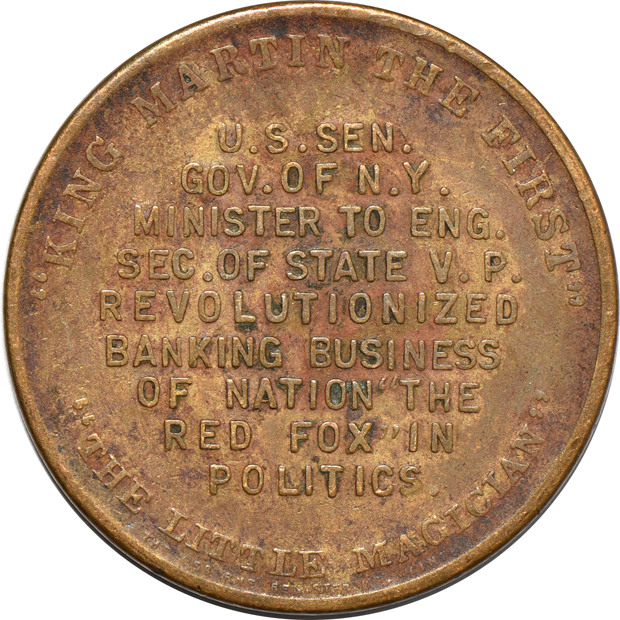 "KING MARTIN THE FIRST"
U.S.SEN.
GOV.OF N.Y.
MINISTER TO ENG.
SEC.OF STATE V. P.
REVOLUTIONIZED
BANKING BUSINESS
OF NATION "THE
RED FOX" IN
POLITICS.
"THE LITTLE MAGICIAN"